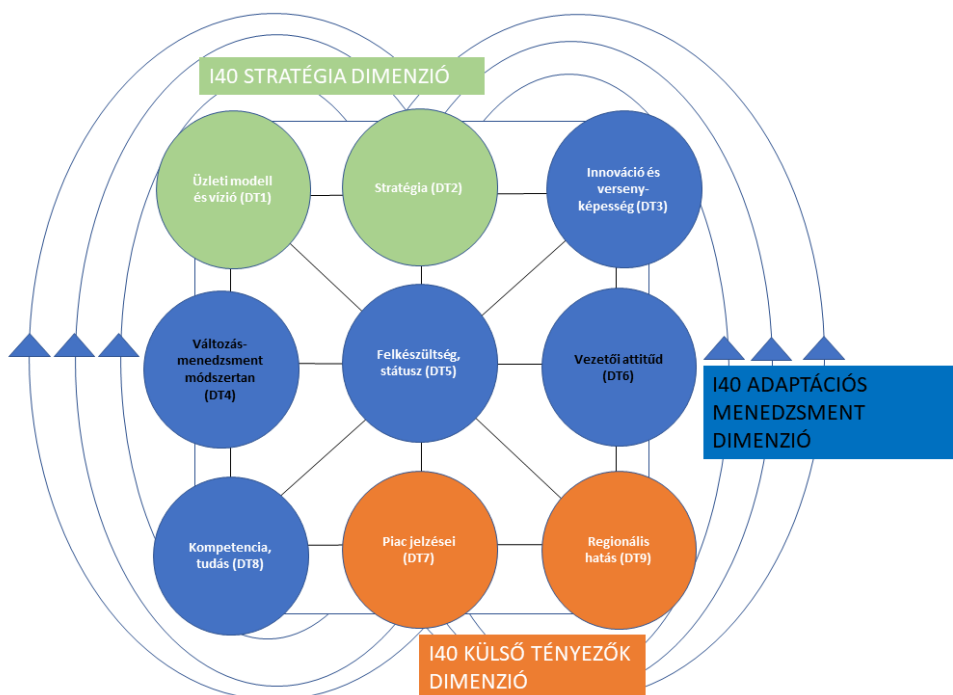 I40 STRATÉGIA DIMENZIÓ
Üzleti modell
és vízió (DT1)
Stratégia (DT2)
Innováció és
verseny-
képesség (DT3)
Változás-
menedzsment
módszertan
(DT4)
Felkészültség,
státusz (DT5)
Vezetői attitűd
(DT6)
I40 ADAPTÁCIÓS
MENEDZSMENT
DIMENZIÓ
Kompetencia,
tudás (DT8)
Piac jelzései
(DT7)
Regionális
hatás (DT9)
I40 KÜLSŐ TÉNYEZŐK
DIMENZIÓ